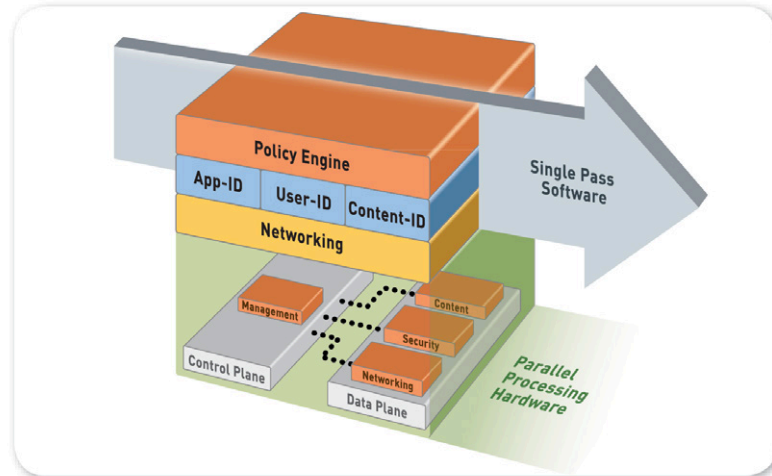 Policy Engine
App-ID
User-ID
Content-ID
Networking
Single Pass
Software
Management
Content
Security
Networking
Control Plane
Data Plane
Parallel
Processing
Hardware